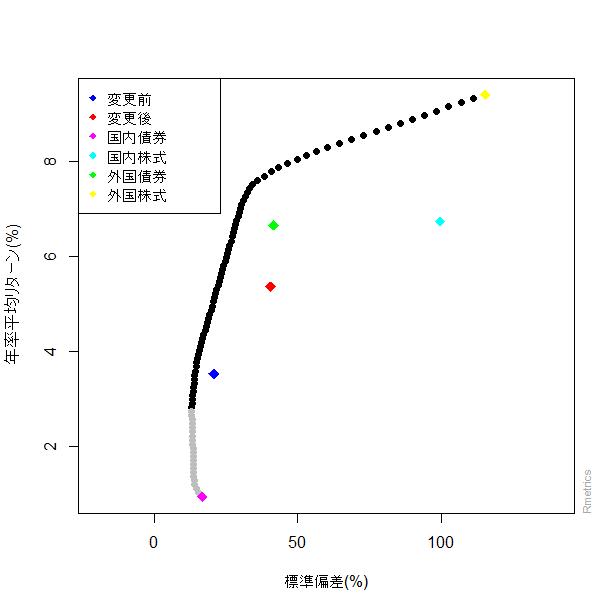 変更前
変更後
国内債券
国内株式
外国債券
外国株式
8
6
4
2
年率平均リターン(%)
0
50
100
標準偏差(%)
Rmetrics